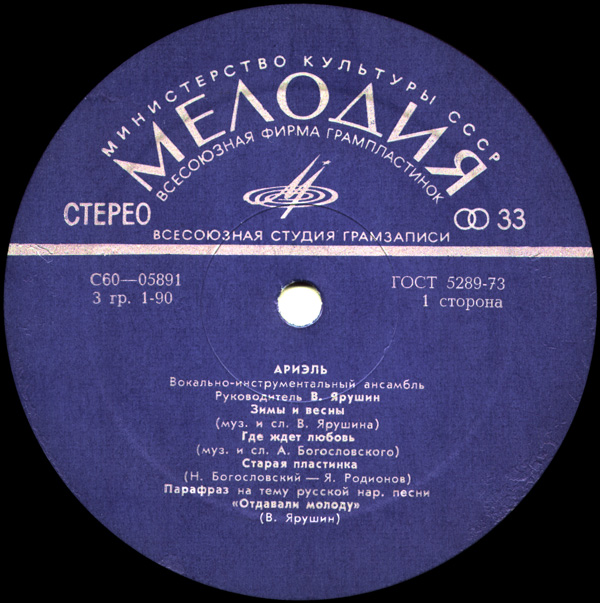 МИНИСТЕРСТВО КУЛЬТУРЫ СССР
МЕЛОДИЯ
ВСЕСОЮЗНАЯ ФИРМА ГРАМПЛАСТИНОК
СТЕРЕО
33
ВСЕСОЮЗНАЯ СТУДИЯ ГРАМЗАПИСИ
С60—05891
ГОСТ 5289-73
3 гр. 1-90
1 сторона
АРИЭЛЬ
Вокально-инструментальный ансамбль
Руководитель В. Ярушин
Зимы и весны
(муз. и сл. В. Ярушина)
Где ждет любовь
(муз. и сл. А. Богословского)
Старая пластинка
(Н. Богословский — Я. Родионов)
Парафраз на тему русской нар. песни
«Отдавали молоду»
(В. Ярушин)